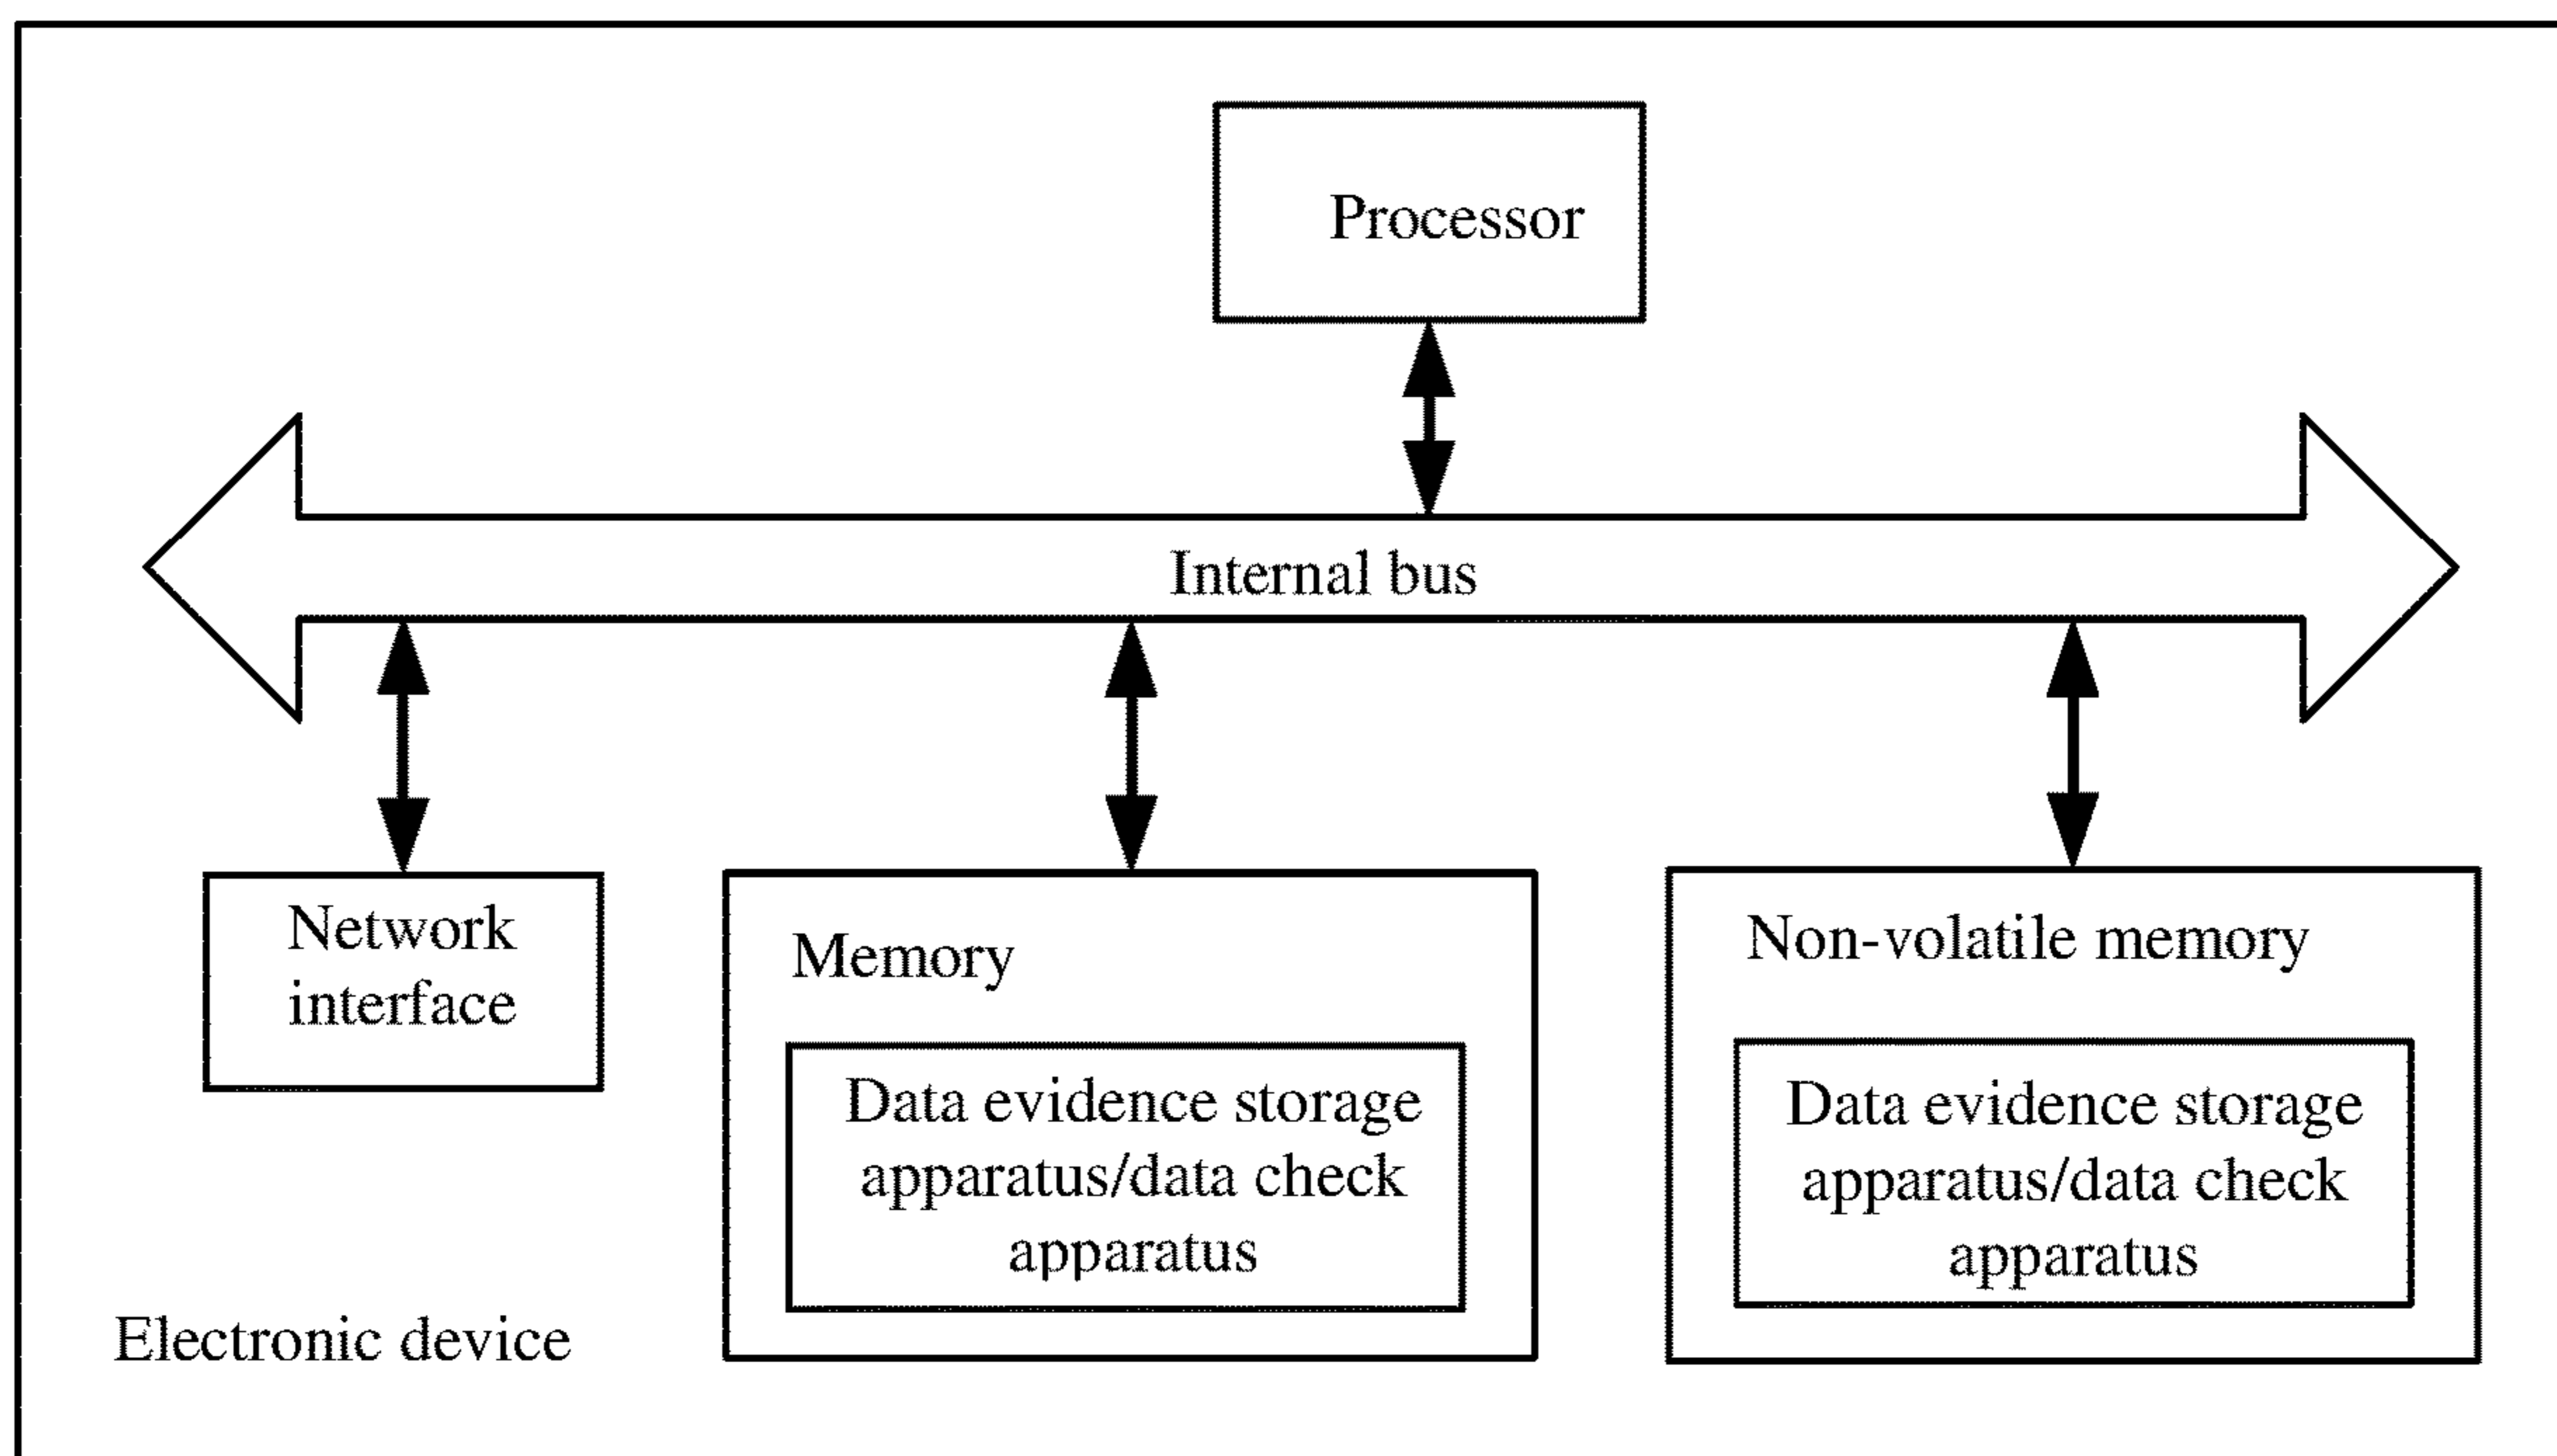 Processor
Internal bus
Network
interface
Memory
Data evidence storage
apparatus/data check
apparatus
Non-volatile memory
Data evidence storage
apparatus/data check
apparatus
Electronic device